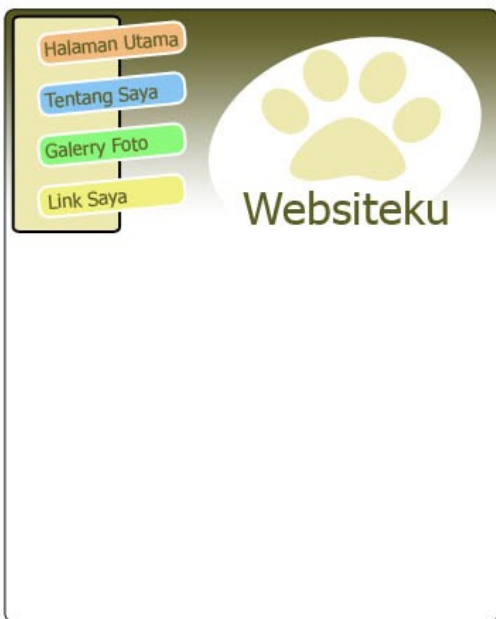 Halaman Utama
Tentang Saya
Galerry Foto
Link Saya
Websiteku